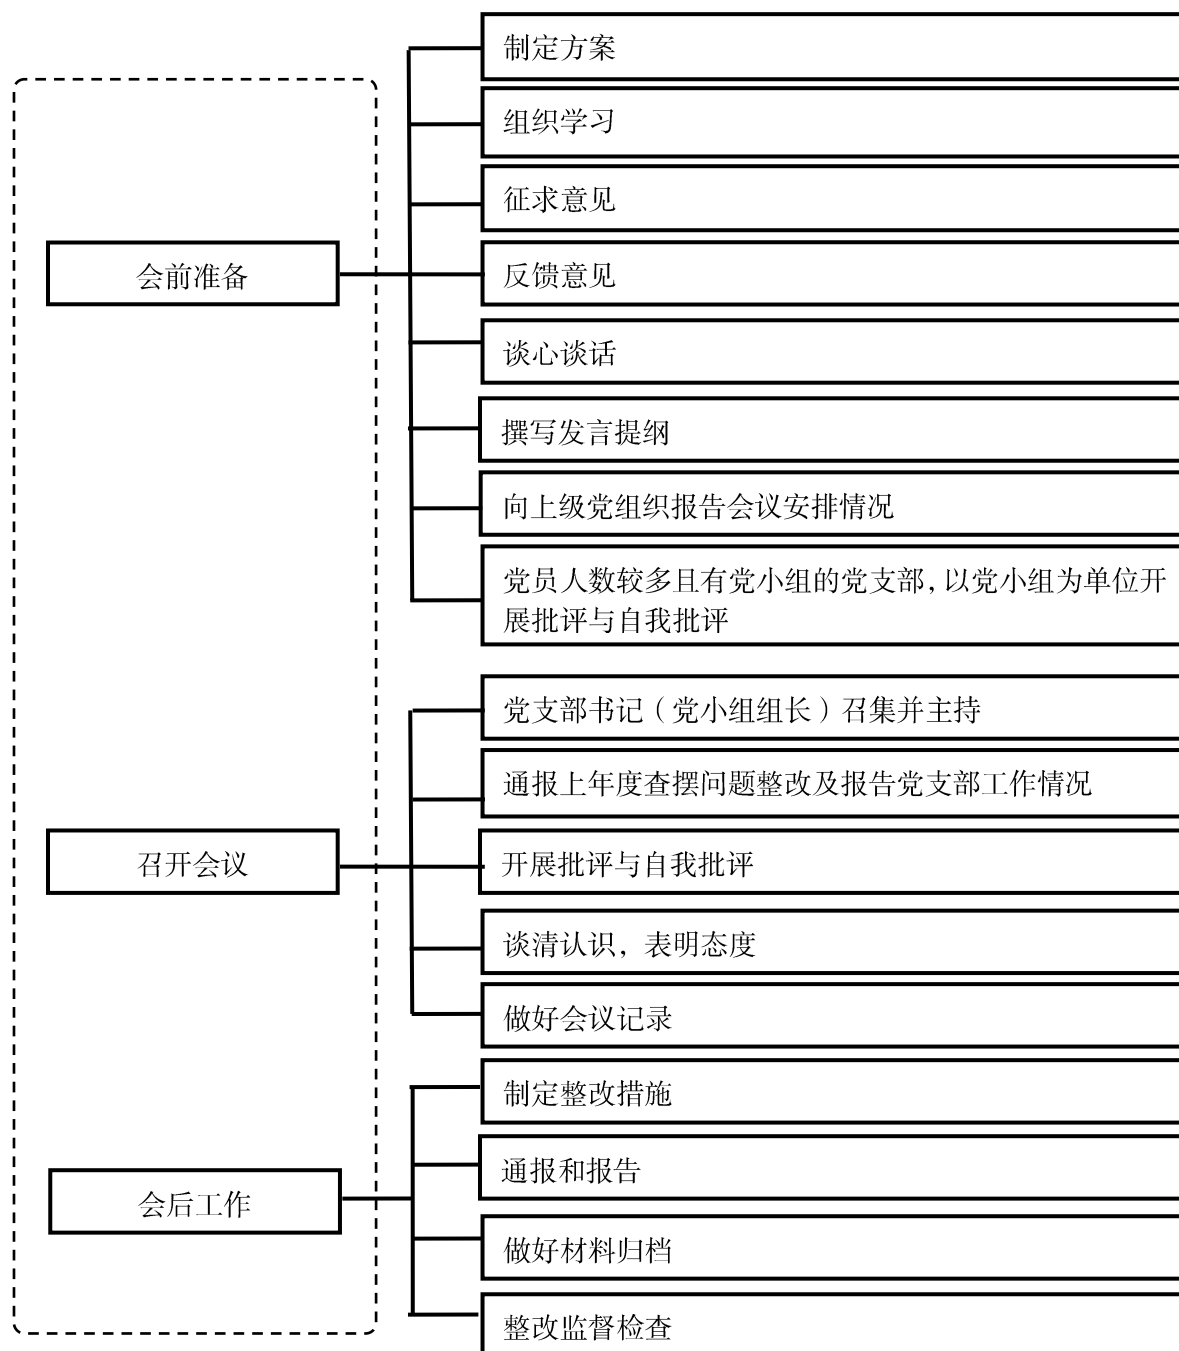 制定方案
组织学习
征求意见
会前准备
反馈意见
谈心谈话
撰写发言提纲
向上级党组织报告会议安排情况
党员人数较多且有党小组的党支部，以党小组为单位开
展批评与自我批评
党支部书记（党小组组长）召集并主持
通报上年度查摆问题整改及报告党支部工作情况
召开会议
开展批评与自我批评
谈清认识，表明态度
做好会议记录
制定整改措施
通报和报告
会后工作
做好材料归档
整改监督检查